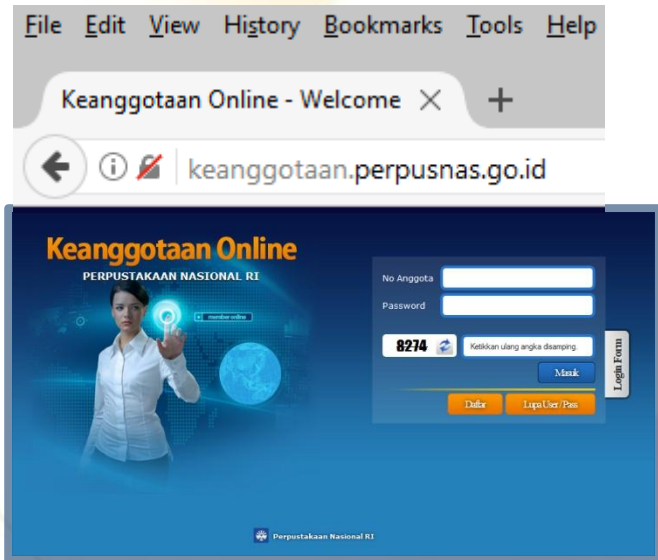 File Edit View History Bookmarks Tools Help
Keanggotaan Online - Welcome
keanggotaan.perpusnas.go.id
Keanggotaan Online
PERPUSTAKAAN NASIONAL RI
member online
No Anggota
Password
8274 Ketikkan ulang angka disamping.
Masuk
Daftar Lupa User/Pass
Login Form
Perpustakaan Nasional RI